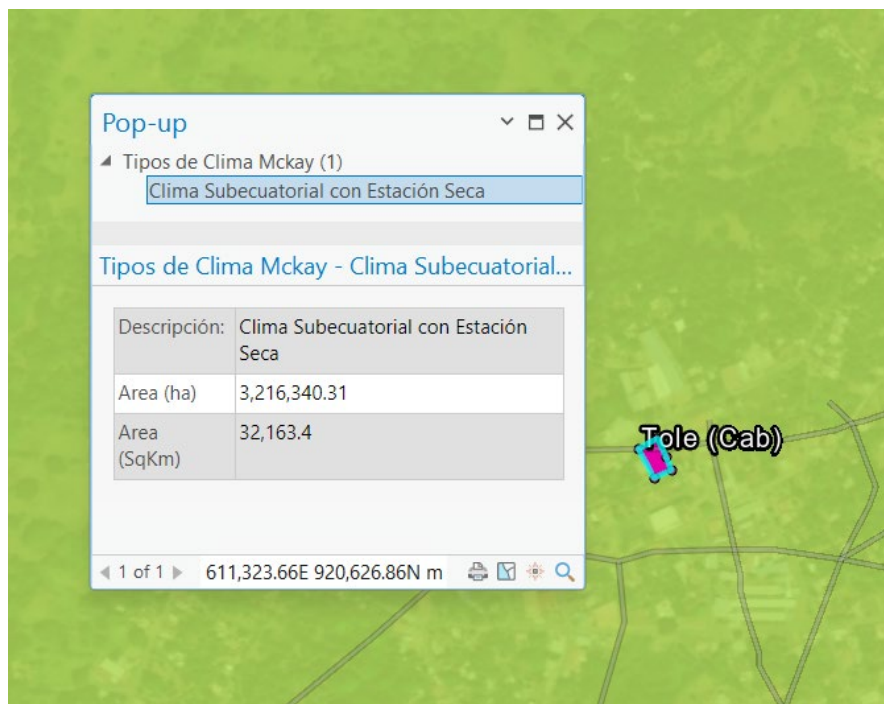 Pop-up
Tipos de Clima Mckay (1)
Clima Subecuatorial con Estación Seca
Tipos de Clima Mckay - Clima Subecuatorial...
Descripción: Clima Subecuatorial con Estación
Seca
Area (ha) 3,216,340.31
Area 32,163.4
(SqKm)
Tole (Cab)
1 of 1 611,323.66E 920,626.86N m